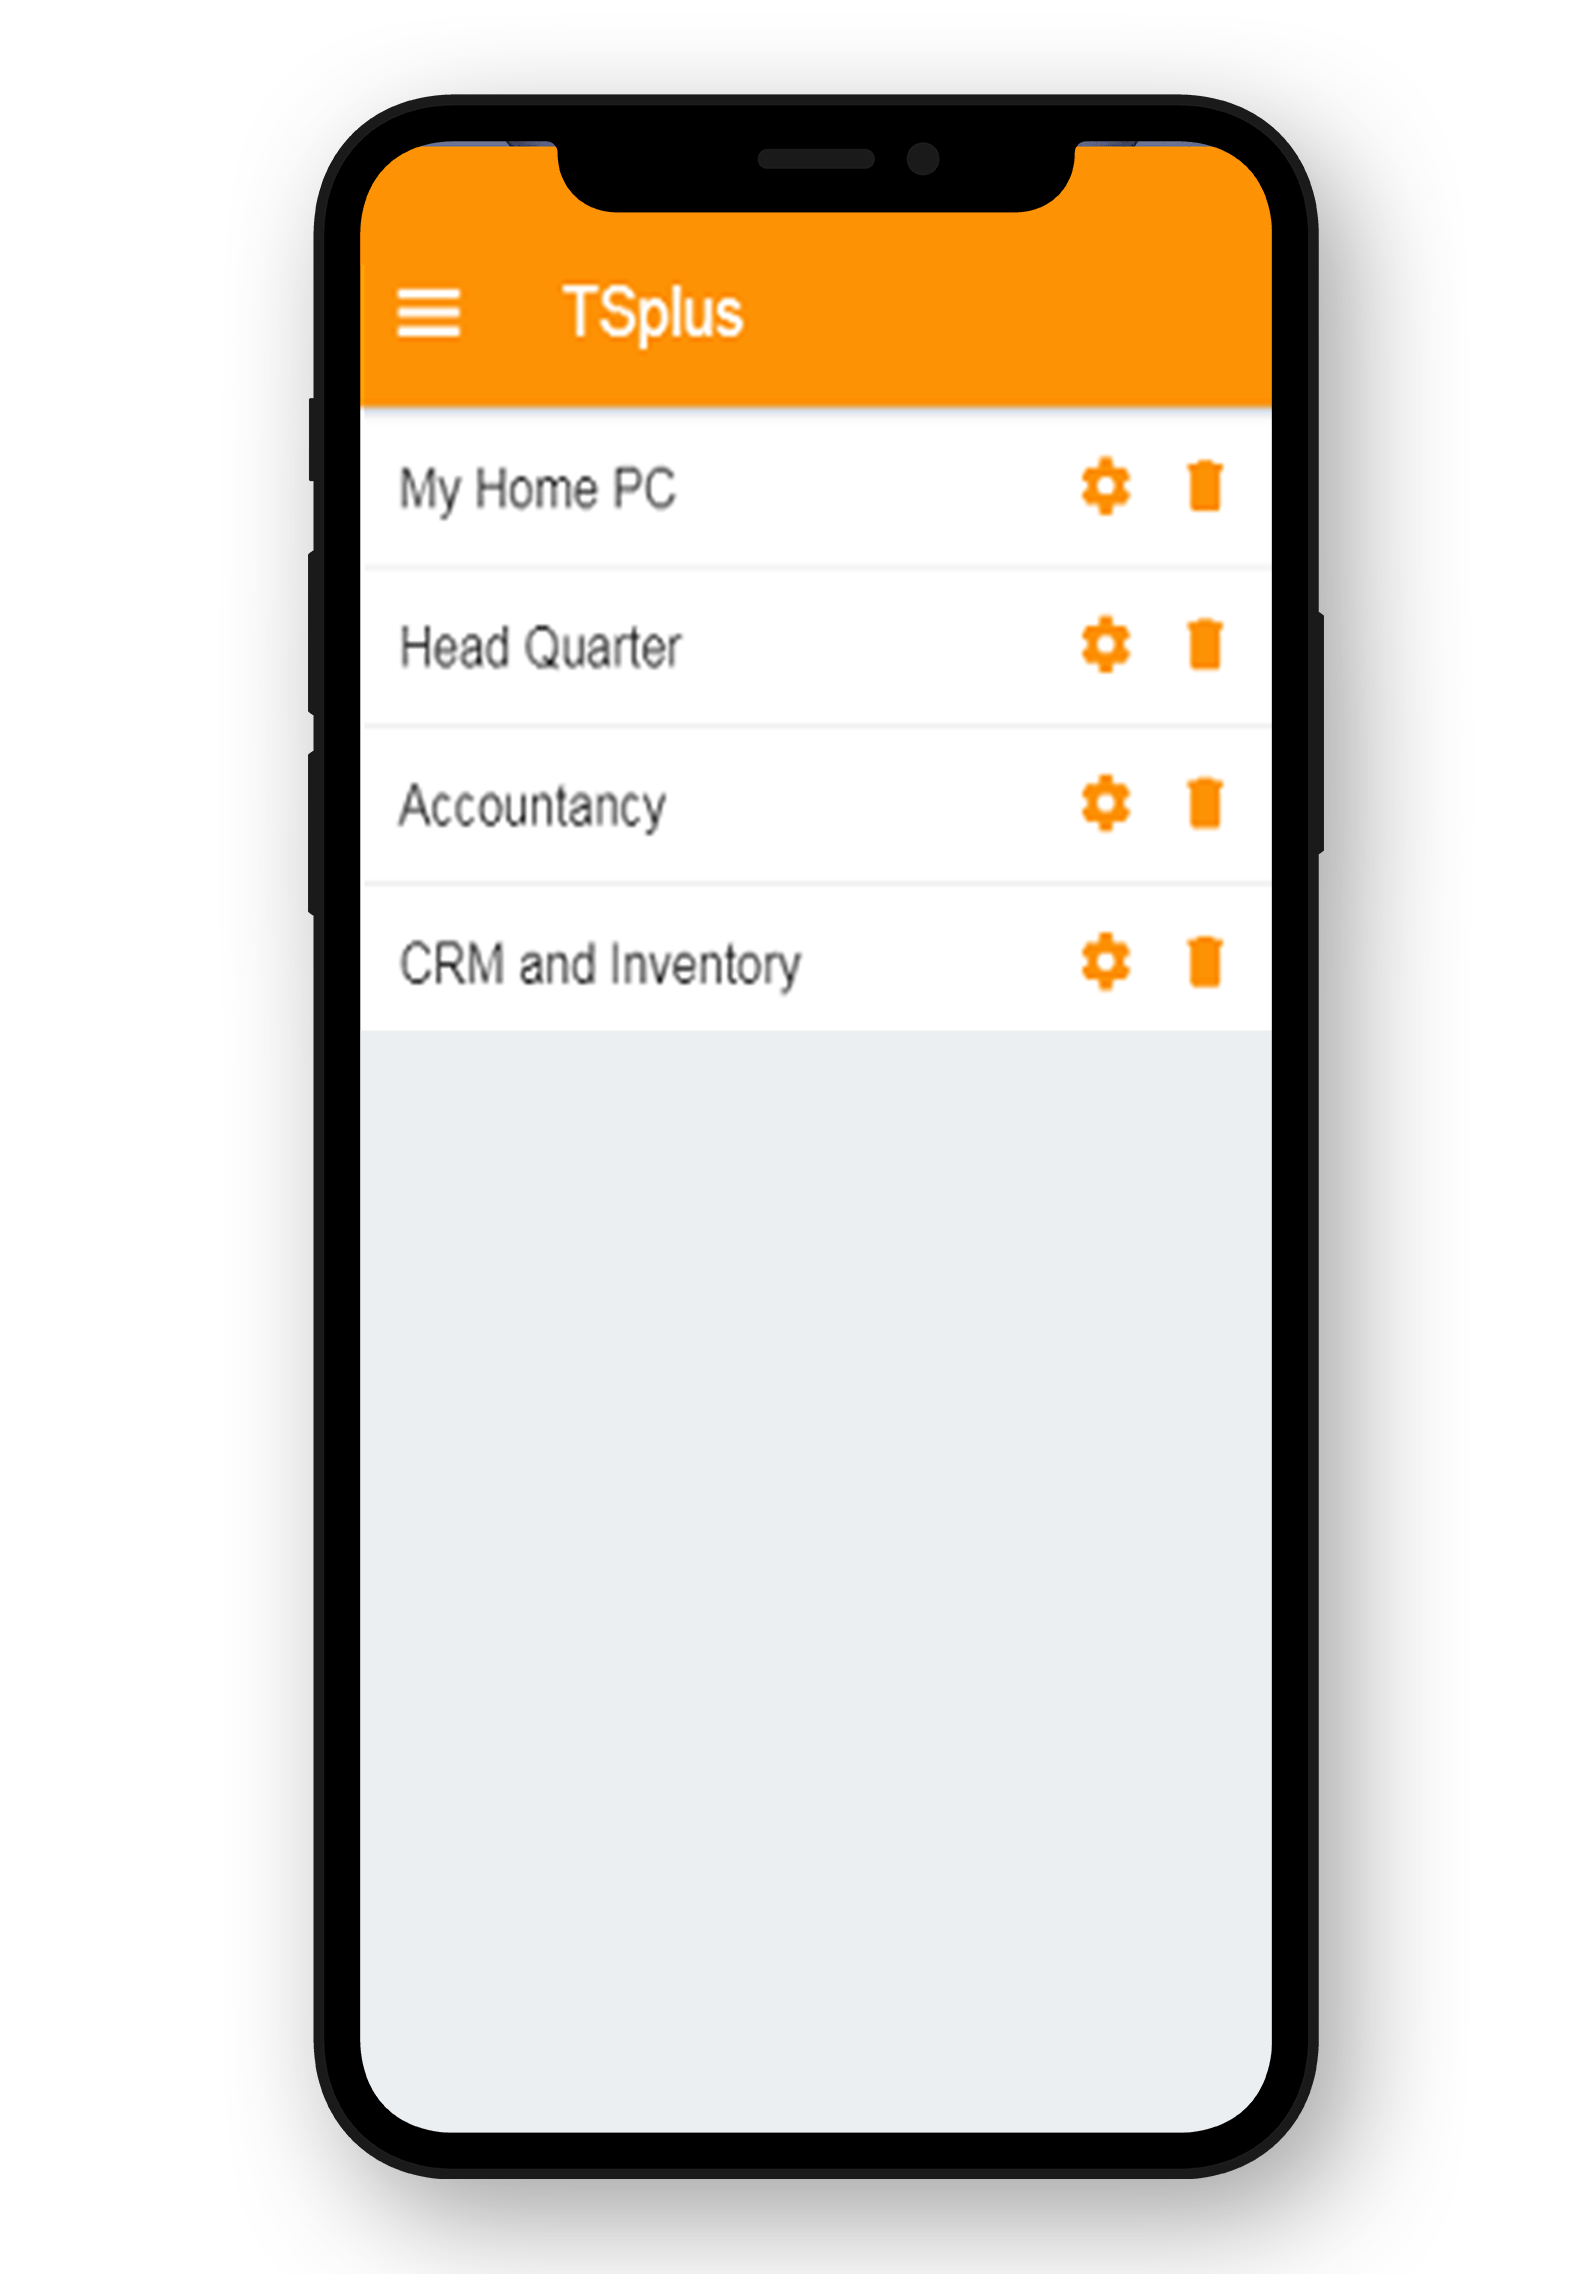 TSplus
My Home PC
Head Quarter
Accountancy
CRM and Inventory